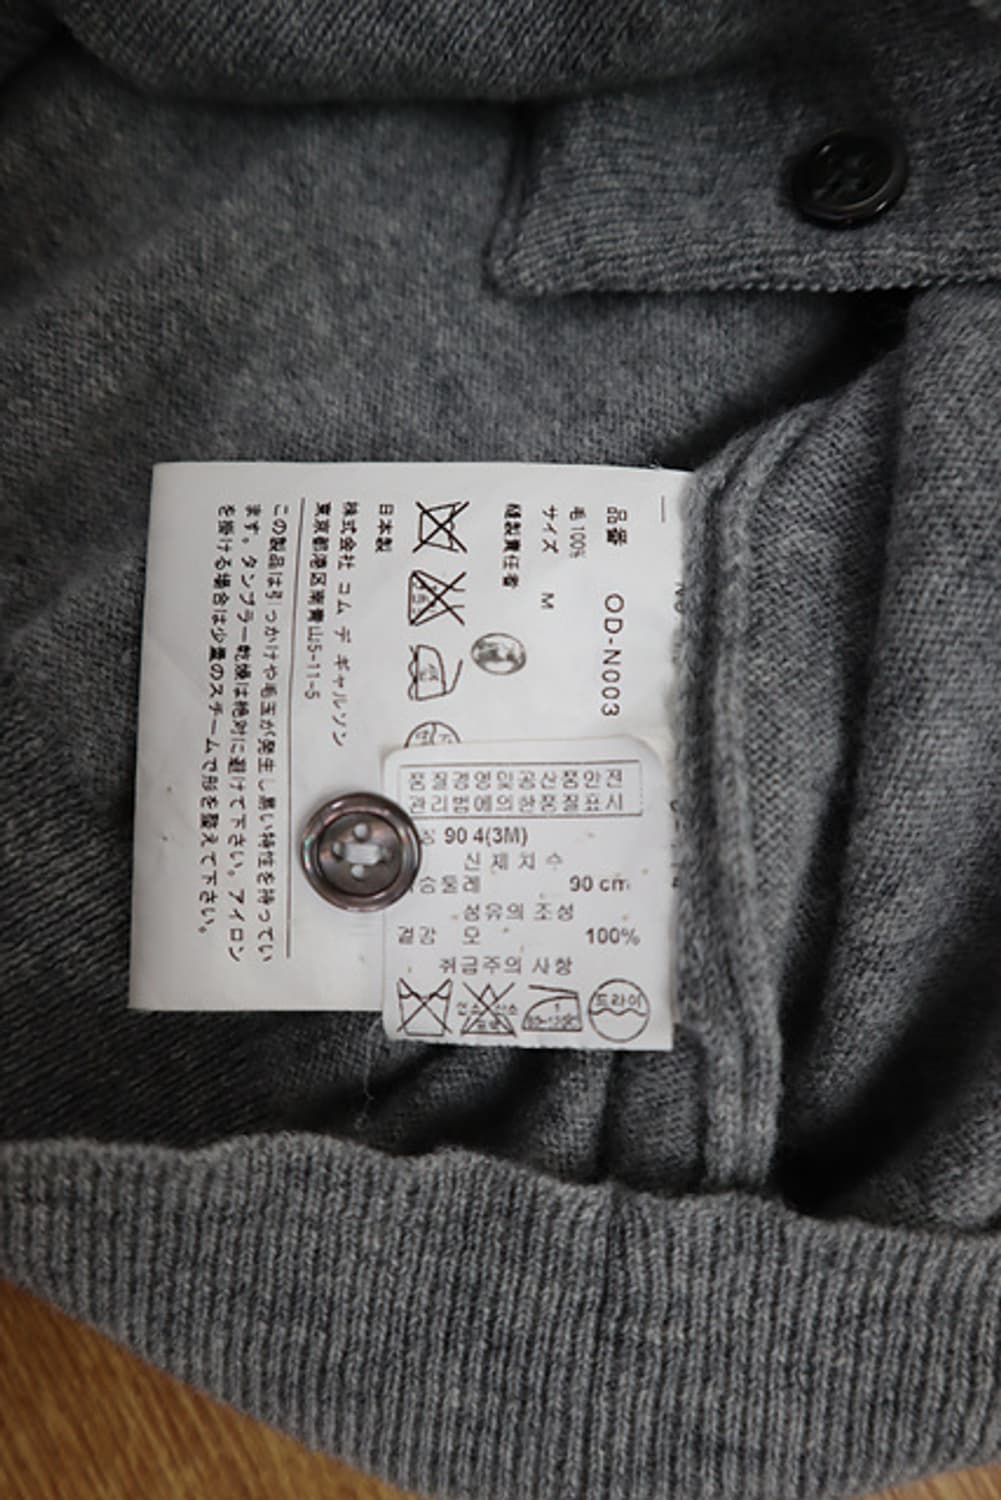 品番 OD-N003
毛 100%
サイズ M
縫製責任者
日本製
株式会社 コム デ ギャルソン
東京都港区南青山5-11-5
この製品は引っかけや毛玉が発生し易い特性を持ってい
ます。タンブラー乾燥は絶対に避けて下さい。アイロン
を掛ける場合は少量のスチームで形を整えて下さい。
품질경영및공산품안전
관리법에의한품질표시
90 4(3M)
신체치수
가슴둘레 90 cm
섬유의 조성
겉감 모 100%
취급주의 사항
드라이